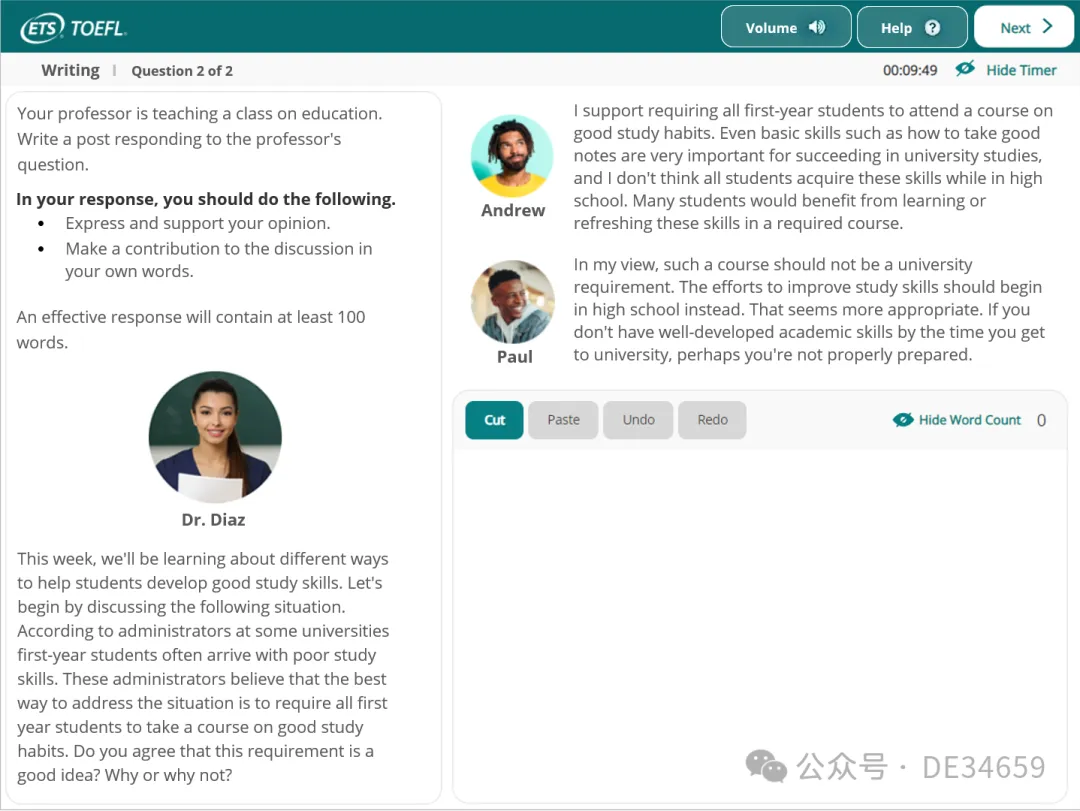 ETS TOEFL
Volume
Help
Next
Writing
Question 2 of 2
00:09:49
Hide Timer
Your professor is teaching a class on education.
Write a post responding to the professor's
question.
In your response, you should do the following.
• Express and support your opinion.
• Make a contribution to the discussion in
your own words.
An effective response will contain at least 100
words.
Dr. Diaz
This week, we'll be learning about different ways
to help students develop good study skills. Let's
begin by discussing the following situation.
According to administrators at some universities
first-year students often arrive with poor study
skills. These administrators believe that the best
way to address the situation is to require all first
year students to take a course on good study
habits. Do you agree that this requirement is a
good idea? Why or why not?
I support requiring all first-year students to attend a course on
good study habits. Even basic skills such as how to take good
notes are very important for succeeding in university studies,
and I don't think all students acquire these skills while in high
school. Many students would benefit from learning or
refreshing these skills in a required course.
Andrew
In my view, such a course should not be a university
requirement. The efforts to improve study skills should begin
in high school instead. That seems more appropriate. If you
don't have well-developed academic skills by the time you get
to university, perhaps you're not properly prepared.
Paul
Cut
Paste
Undo
Redo
Hide Word Count
0
公众号 · DE34659